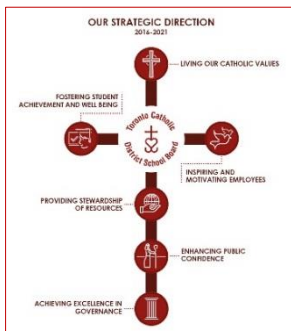 OUR STRATEGIC DIRECTION
2016-2021
LIVING OUR CATHOLIC VALUES
FOSTERING STUDENT
ACHIEVEMENT AND WELL BEING
Toronto Catholic
District School Board
INSPIRING AND
MOTIVATING EMPLOYEES
PROVIDING STEWARDSHIP
OF RESOURCES
ENHANCING PUBLIC
CONFIDENCE
ACHIEVING EXCELLENCE IN
GOVERNANCE